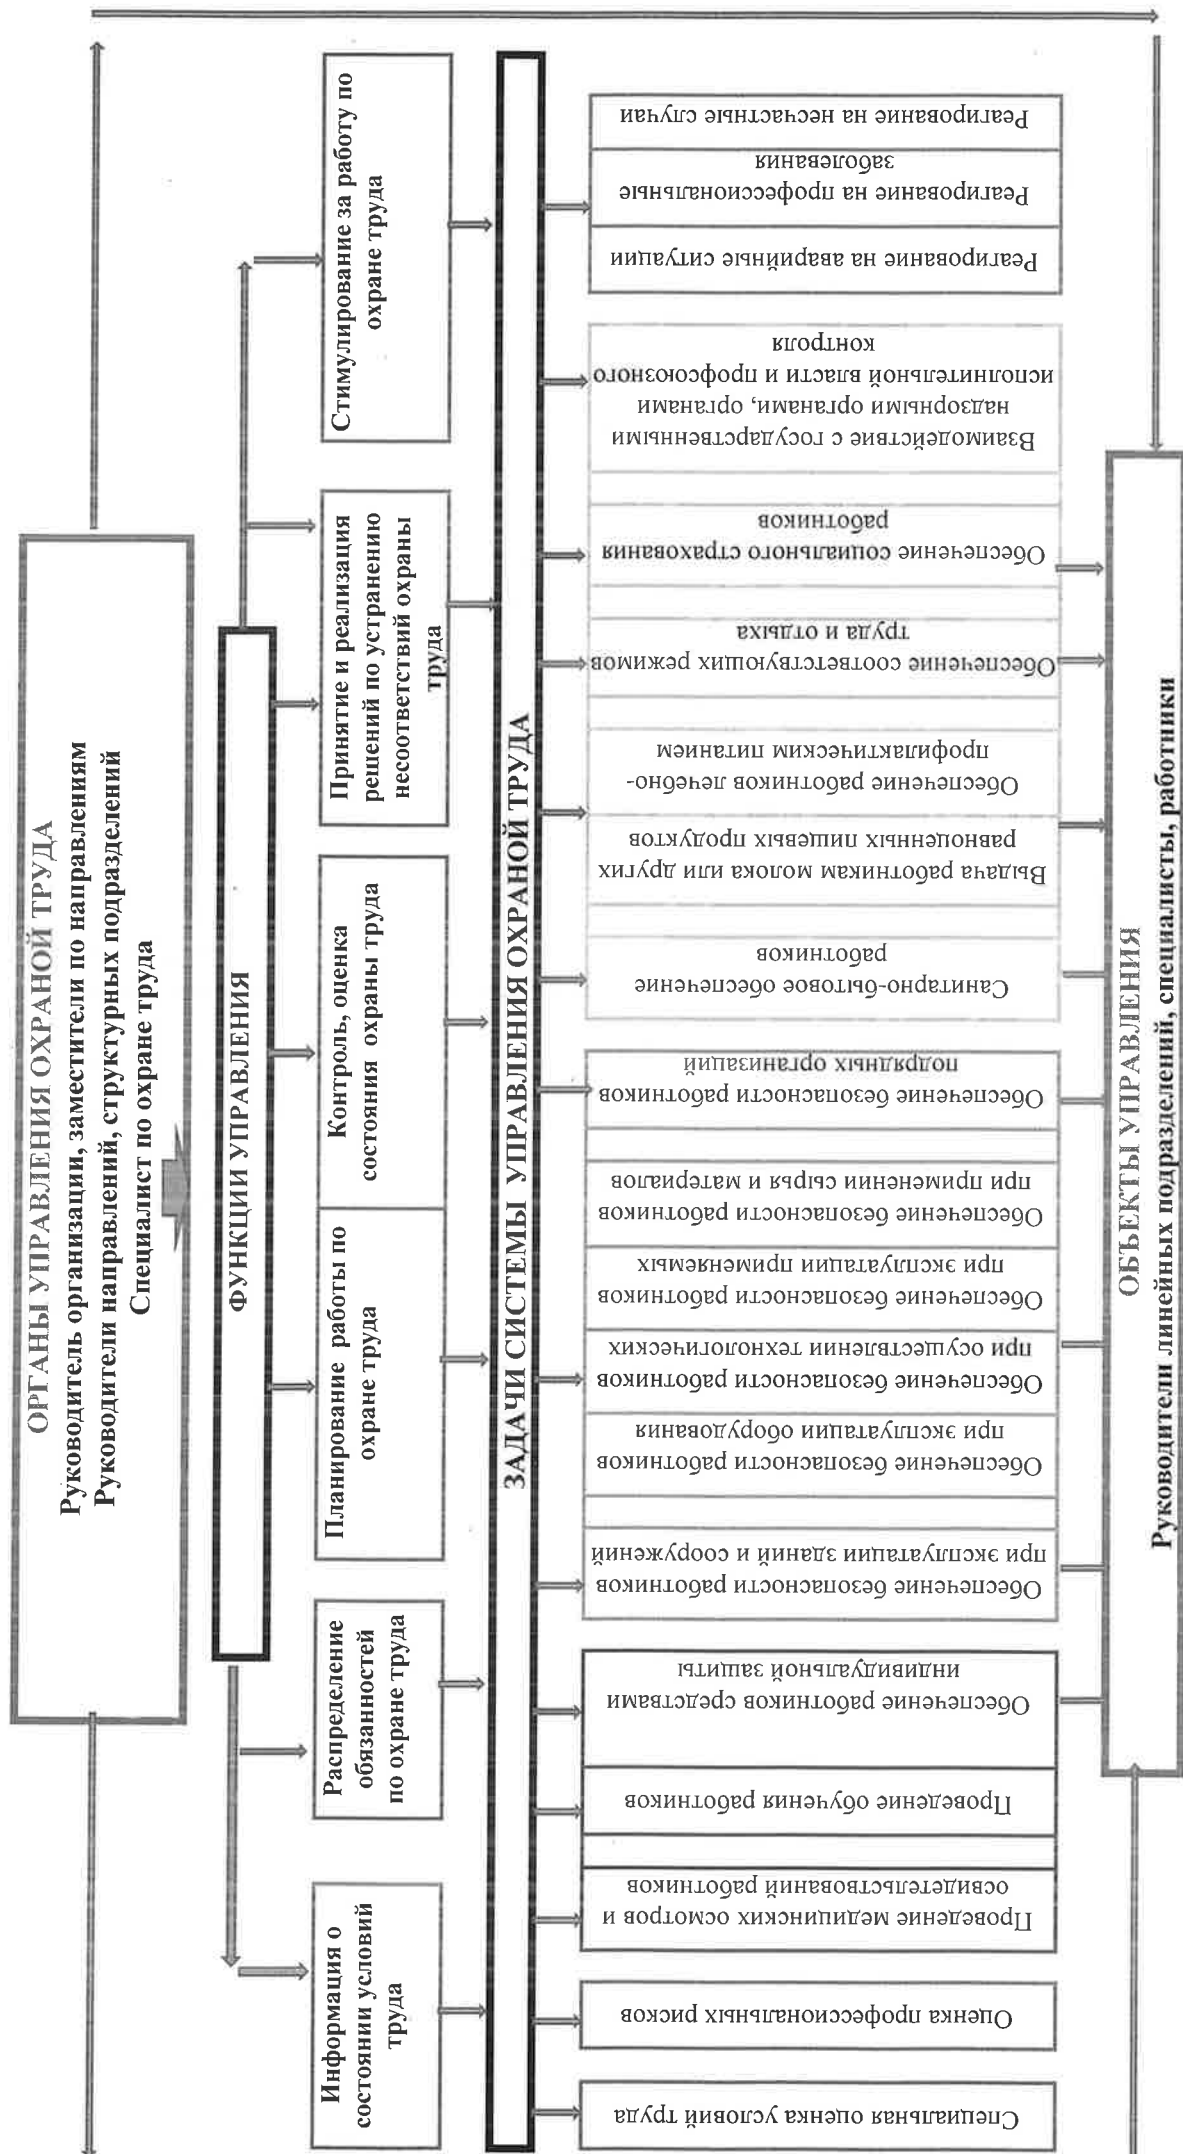 ОРГАНЫ УПРАВЛЕНИЯ ОХРАНОЙ ТРУДА
Руководитель организации, заместители по направлениям
Руководители направлений, структурных подразделений
Специалист по охране труда
ФУНКЦИИ УПРАВЛЕНИЯ
Информация о
состоянии условий
труда
Распределение
обязанностей
по охране труда
Планирование работы по
охране труда
Контроль, оценка
состояния охраны труда
Принятие и реализация
решений по устранению
несоответствий охраны
труда
Стимулирование за работу по
охране труда
ЗАДАЧИ СИСТЕМЫ УПРАВЛЕНИЯ ОХРАНОЙ ТРУДА
Специальная оценка условий труда
Оценка профессиональных рисков
Проведение медицинских осмотров и
освидетельствований работников
Проведение обучения работников
Обеспечение работников средствами
индивидуальной защиты
Обеспечение безопасности работников
при эксплуатации зданий и сооружений
Обеспечение безопасности работников
при эксплуатации оборудования
Обеспечение безопасности работников
при осуществлении технологических
Обеспечение безопасности работников
при эксплуатации применяемых
Обеспечение безопасности работников
при применении сырья и материалов
Обеспечение безопасности работников
подрядных организаций
Санитарно-бытовое обеспечение
работников
Выдача работникам молока или других
равноценных пищевых продуктов
Обеспечение работников лечебно-
профилактическим питанием
Обеспечение соответствующих режимов
труда и отдыха
Обеспечение социального страхования
работников
Взаимодействие с государственными
надзорными органами, органами
исполнительной власти и профсоюзного
контроля
Реагирование на аварийные ситуации
Реагирование на профессиональные
заболевания
Реагирование на несчастные случаи
ОБЪЕКТЫ УПРАВЛЕНИЯ
Руководители линейных подразделений, специалисты, работники